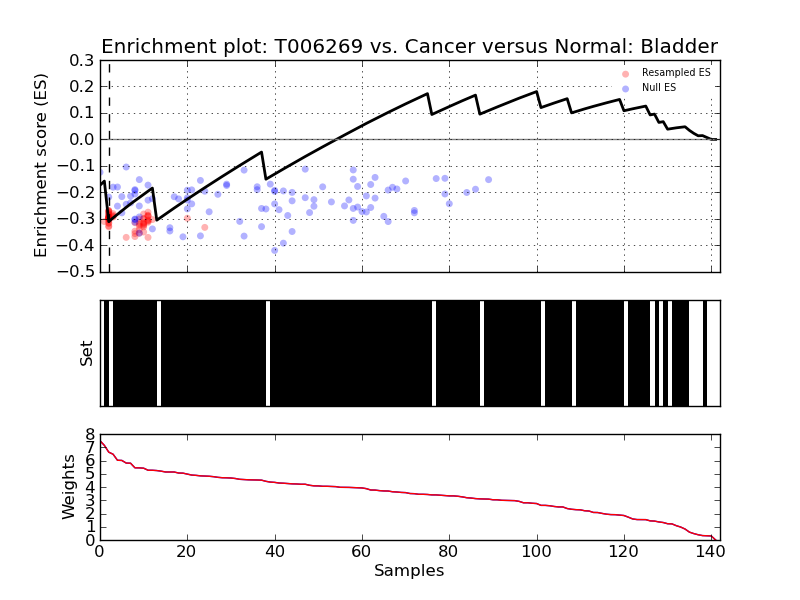 Enrichment plot: T006269 vs. Cancer versus Normal: Bladder
Enrichment score (ES)
0.3
0.2
0.1
0.0
−0.1
−0.2
−0.3
−0.4
−0.5
Resampled ES
Null ES
Set
Weights
8
7
6
5
4
3
2
1
0
0 20 40 60 80 100 120 140
Samples